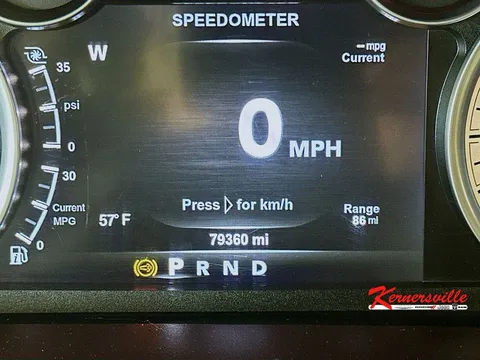 SPEEDOMETER
W
--mpg
Current
35
psi
0
0 MPH
30
Current
MPG
0
57°F
Press ▷ for km/h
Range
86 mi
79360 mi
P R N D
Kernersville